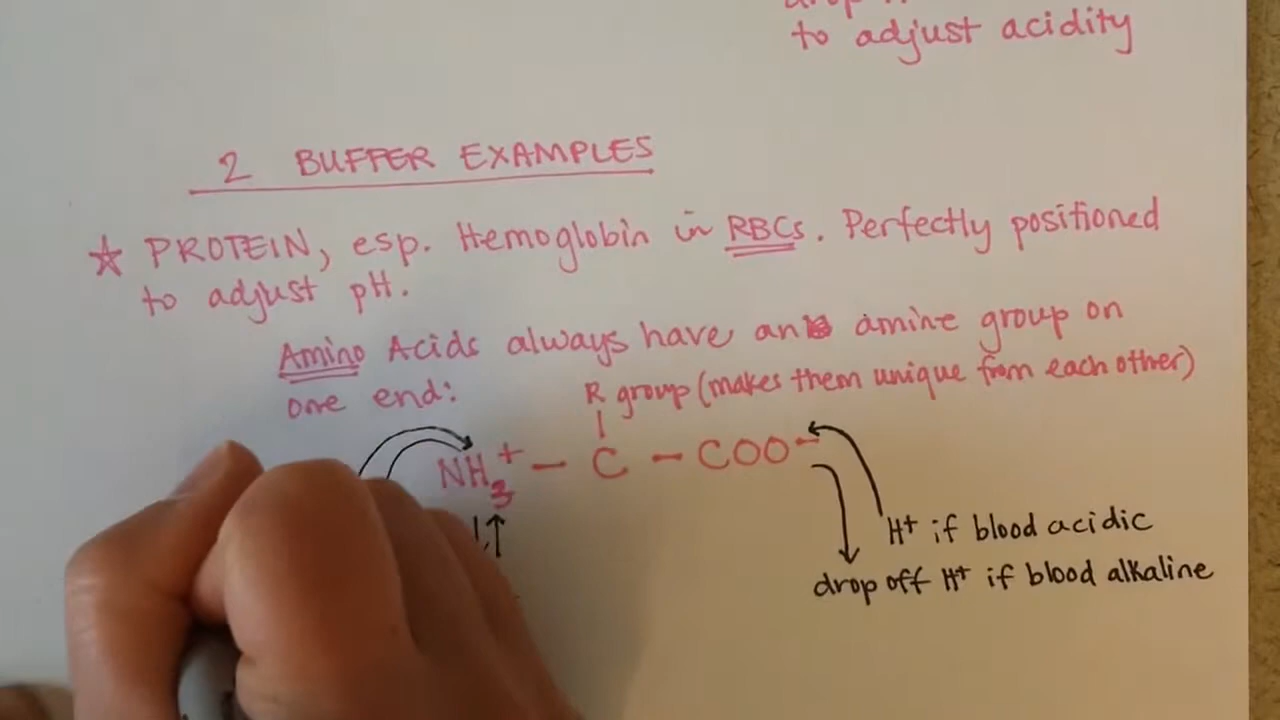 to adjust acidity
2 BUFFER EXAMPLES
☆ PROTEIN, esp. Hemoglobin in RBCs. Perfectly positioned
to adjust pH.
Amino Acids always have an amine group on
one end:
R group (makes them unique from each other)
NH₃⁺ — C — COO⁻
H⁺ if blood acidic
drop off H⁺ if blood alkaline